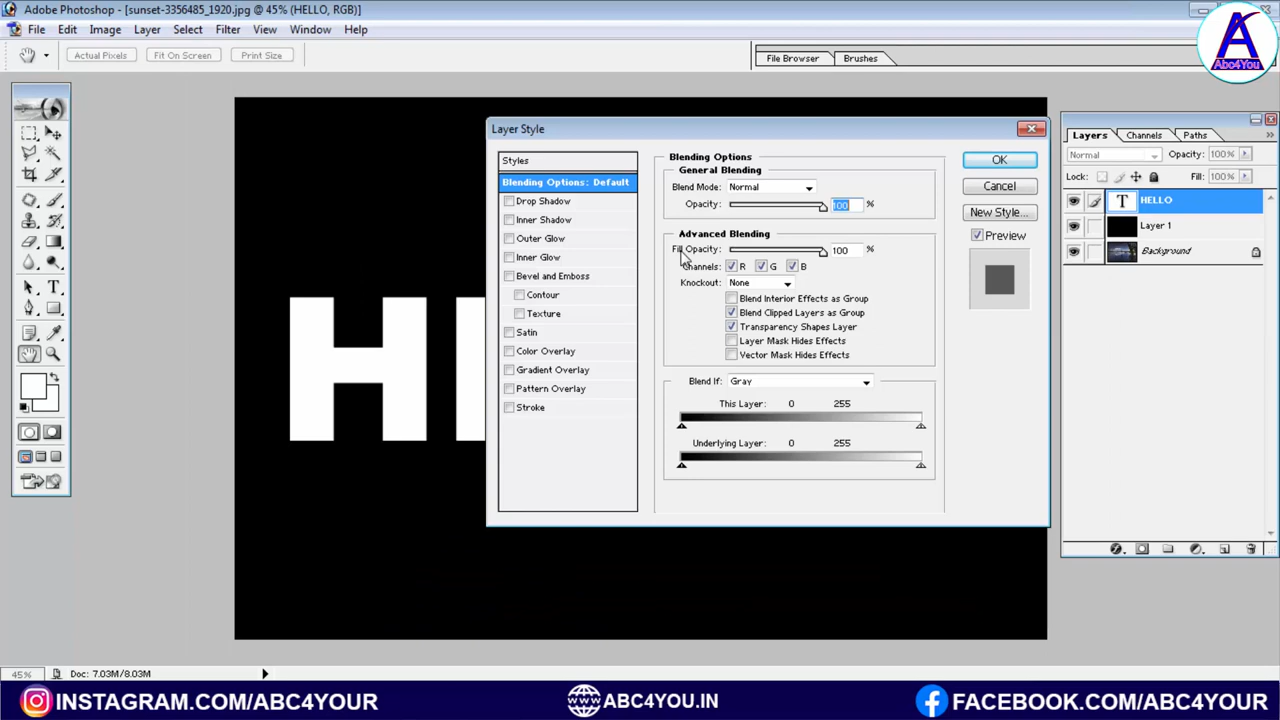 Adobe Photoshop - [sunset-3356485_1920.jpg @ 45% (HELLO, RGB)]
File Edit Image Layer Select Filter View Window Help
Actual Pixels Fit On Screen Print Size
File Browser Brushes
A
Abc4You
Layer Style
Styles
Blending Options: Default
Drop Shadow
Inner Shadow
Outer Glow
Inner Glow
Bevel and Emboss
Contour
Texture
Satin
Color Overlay
Gradient Overlay
Pattern Overlay
Stroke
Blending Options
General Blending
Blend Mode: Normal
Opacity: 100 %
Advanced Blending
Fill Opacity: 100 %
Channels: R G B
Knockout: None
Blend Interior Effects as Group
Blend Clipped Layers as Group
Transparency Shapes Layer
Layer Mask Hides Effects
Vector Mask Hides Effects
Blend If: Gray
This Layer: 0 255
Underlying Layer: 0 255
OK
Cancel
New Style...
Preview
Layers Channels Paths
Normal Opacity: 100%
Lock: Fill: 100%
T HELLO
Layer 1
Background
H
45% Doc: 7.03M/8.03M
INSTAGRAM.COM/ABC4YOUR
ABC4YOU.IN
FACEBOOK.COM/ABC4YOUR